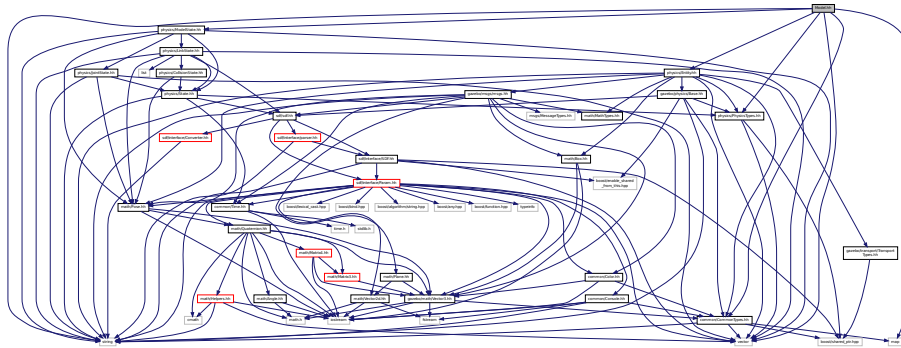 Model.hh
physics/ModelState.hh
physics/LinkState.hh
physics/JointState.hh
list
physics/CollisionState.hh
physics/Entity.hh
physics/State.hh
gazebo/msgs/msgs.hh
gazebo/physics/Base.hh
sdf/sdf.hh
msgs/MessageTypes.hh
math/MathTypes.hh
physics/PhysicsTypes.hh
sdf/interface/Converter.hh
sdf/interface/parser.hh
sdf/interface/SDF.hh
math/Box.hh
sdf/interface/Param.hh
boost/enable_shared
_from_this.hpp
math/Pose.hh
common/Time.hh
boost/lexical_cast.hpp
boost/bind.hpp
boost/algorithm/string.hpp
boost/any.hpp
boost/function.hpp
typeinfo
math/Quaternion.hh
time.h
stdlib.h
math/Matrix4.hh
gazebo/transport/Transport
Types.hh
math/Matrix3.hh
math/Plane.hh
common/Color.hh
math/Helpers.hh
math/Angle.hh
math/Vector2d.hh
gazebo/math/Vector3.hh
common/Console.hh
cmath
math.h
iostream
fstream
common/CommonTypes.hh
string
vector
boost/shared_ptr.hpp
map